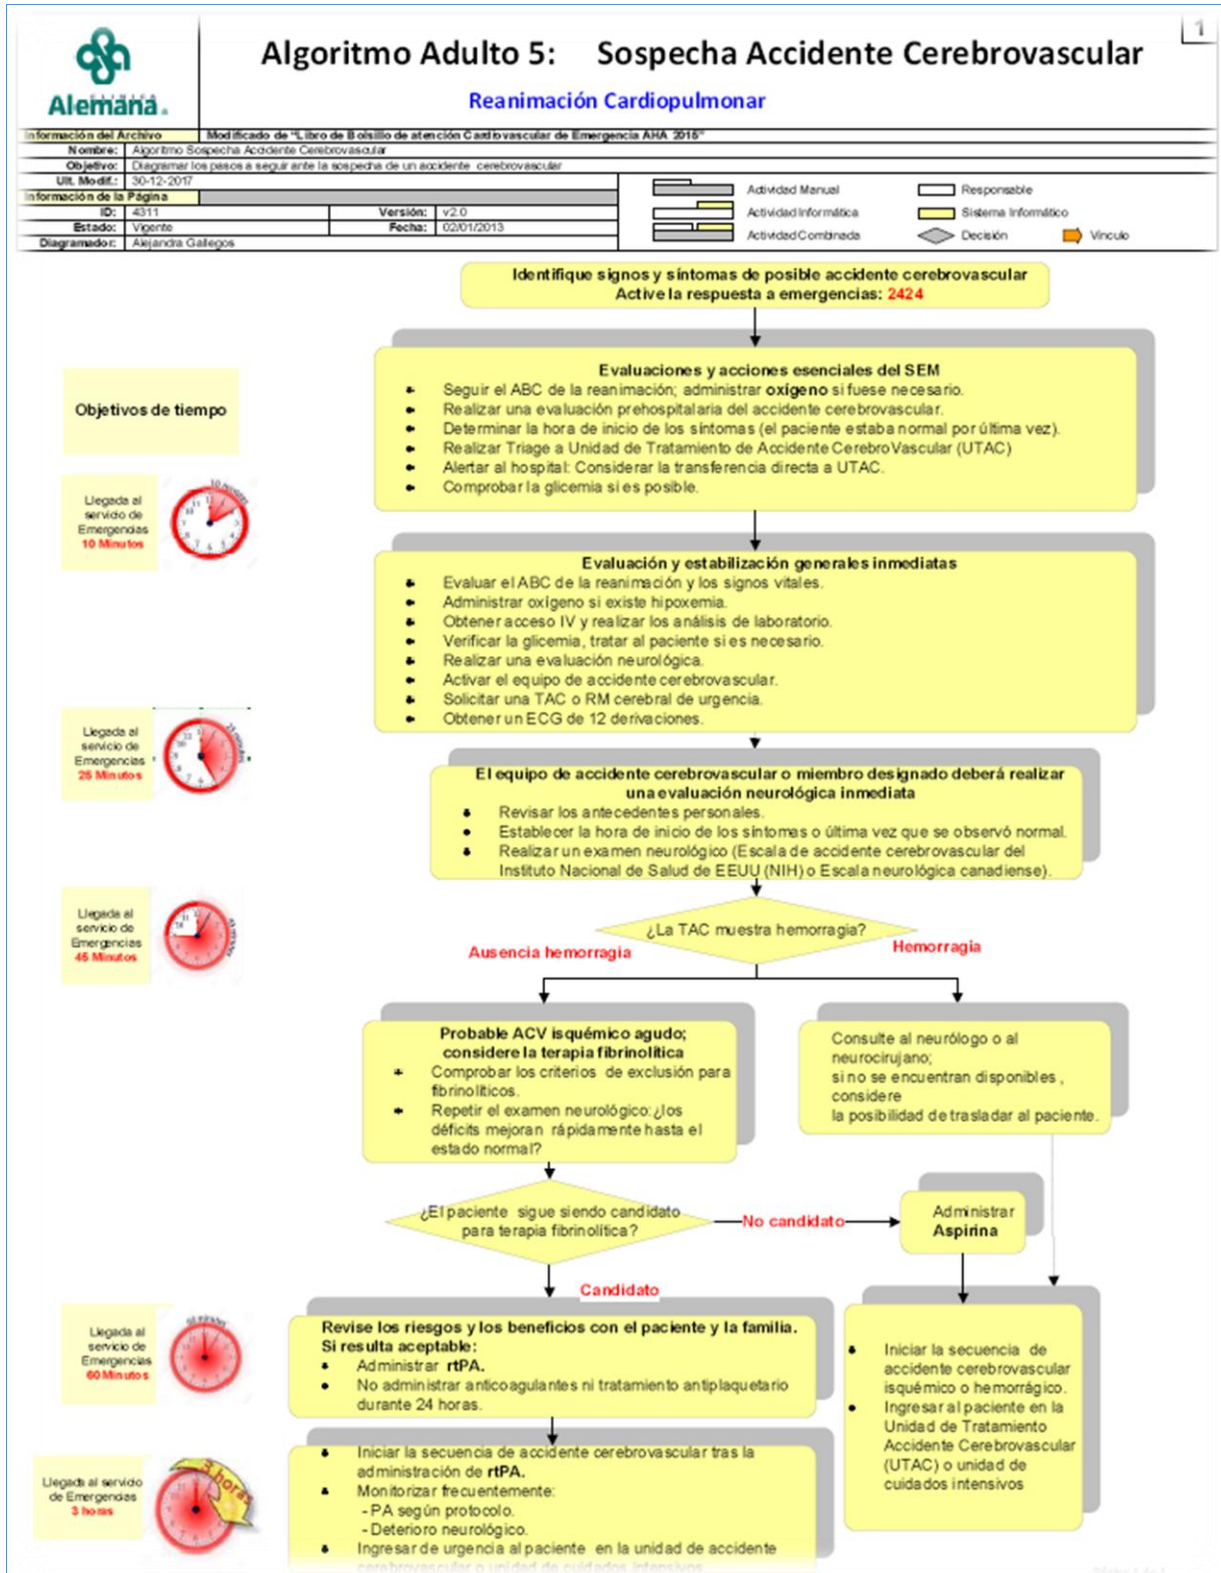 1
Algoritmo Adulto 5: Sospecha Accidente Cerebrovascular
CLINICA
Alemana
Reanimación Cardiopulmonar
Información del Archivo
Modificado de "Libro de Bolsillo de atención Cardiovascular de Emergencia AHA 2015"
Nombre: Algoritmo Sospecha Accidente Cerebrovascular
Objetivo: Diagramar los pasos a seguir ante la sospecha de un accidente cerebrovascular
Ult. Modif.: 30-12-2017
Información de la Página
ID: 4311 Versión: v2.0
Estado: Vigente Fecha: 02/01/2013
Diagramador: Alejandra Gallegos
Actividad Manual
Responsable
Actividad Informática
Sistema Informático
Actividad Combinada
Decisión
Vínculo
Identifique signos y síntomas de posible accidente cerebrovascular
Active la respuesta a emergencias: 2424
Objetivos de tiempo
Evaluaciones y acciones esenciales del SEM
Seguir el ABC de la reanimación; administrar oxígeno si fuese necesario.
Realizar una evaluación prehospitalaria del accidente cerebrovascular.
Determinar la hora de inicio de los síntomas (el paciente estaba normal por última vez).
Realizar Triage a Unidad de Tratamiento de Accidente CerebroVascular (UTAC)
Alertar al hospital: Considerar la transferencia directa a UTAC.
Comprobar la glicemia si es posible.
Llegada al
servicio de
Emergencias
10 Minutos
10 minutos
Evaluación y estabilización generales inmediatas
Evaluar el ABC de la reanimación y los signos vitales.
Administrar oxígeno si existe hipoxemia.
Obtener acceso IV y realizar los análisis de laboratorio.
Verificar la glicemia, tratar al paciente si es necesario.
Realizar una evaluación neurológica.
Activar el equipo de accidente cerebrovascular.
Solicitar una TAC o RM cerebral de urgencia.
Obtener un ECG de 12 derivaciones.
Llegada al
servicio de
Emergencias
25 Minutos
25 minutos
El equipo de accidente cerebrovascular o miembro designado deberá realizar
una evaluación neurológica inmediata
Revisar los antecedentes personales.
Establecer la hora de inicio de los síntomas o última vez que se observó normal.
Realizar un examen neurológico (Escala de accidente cerebrovascular del
Instituto Nacional de Salud de EEUU (NIH) o Escala neurológica canadiense).
Llegada al
servicio de
Emergencias
45 Minutos
45 minutos
¿La TAC muestra hemorragia?
Ausencia hemorragia
Hemorragia
Probable ACV isquémico agudo;
considere la terapia fibrinolítica
Comprobar los criterios de exclusión para
fibrinolíticos.
Repetir el examen neurológico:¿los
déficits mejoran rápidamente hasta el
estado normal?
Consulte al neurólogo o al
neurocirujano;
si no se encuentran disponibles ,
considere
la posibilidad de trasladar al paciente.
¿El paciente sigue siendo candidato
para terapia fibrinolítica?
No candidato
Administrar
Aspirina
Candidato
Llegada al
servicio de
Emergencias
60 Minutos
60 minutos
Revise los riesgos y los beneficios con el paciente y la familia.
Si resulta aceptable:
Administrar rtPA.
No administrar anticoagulantes ni tratamiento antiplaquetario
durante 24 horas.
Iniciar la secuencia de
accidente cerebrovascular
isquémico o hemorrágico.
Ingresar al paciente en la
Unidad de Tratamiento
Accidente Cerebrovascular
(UTAC) o unidad de
cuidados intensivos
Llegada al servicio
de Emergencias
3 horas
3 horas
Iniciar la secuencia de accidente cerebrovascular tras la
administración de rtPA.
Monitorizar frecuentemente:
- PA según protocolo.
- Deterioro neurológico.
Ingresar de urgencia al paciente en la unidad de accidente
cerebrovascular o unidad de cuidados intensivos